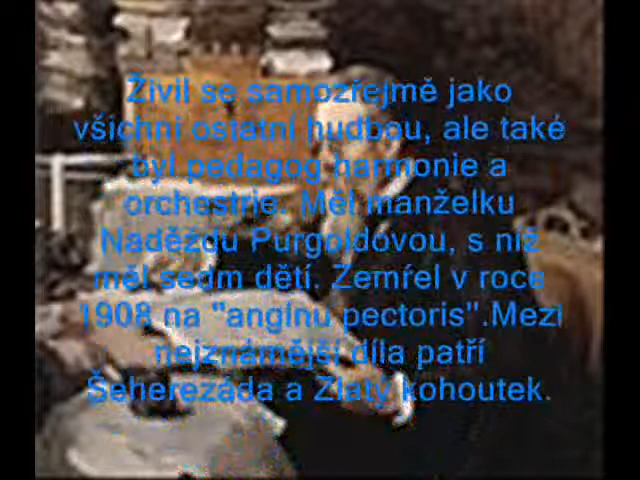 Živil se samozřejmě jako
všichni ostatní hudbou, ale také
byl pedagog harmonie a
orchestrie. Měl manželku
Naděždu Purgoldovou, s níž
měl sedm dětí. Zemřel v roce
1908 na "anginu pectoris".Mezi
nejznámější díla patří
Šeherezáda a Zlatý kohoutek.